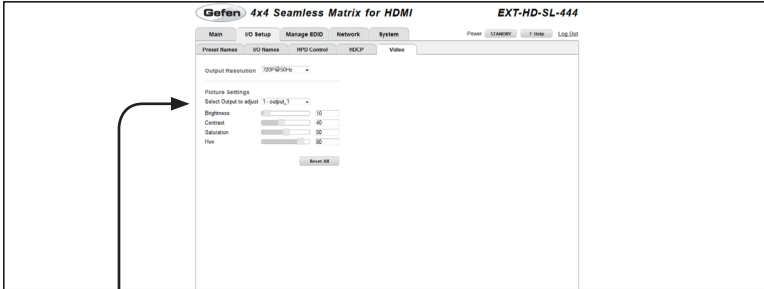 Gefen 4x4 Seamless Matrix for HDMI EXT-HD-SL-444
Main I/O Setup Manage EDID Network System Power STANDBY ? Help Log Out
Preset Names I/O Names HPD Control HDCP Video
Output Resolution 720P@50Hz
Picture Settings
Select Output to adjust 1 - output_1
Brightness 10
Contrast 40
Saturation 50
Hue 80
Reset All